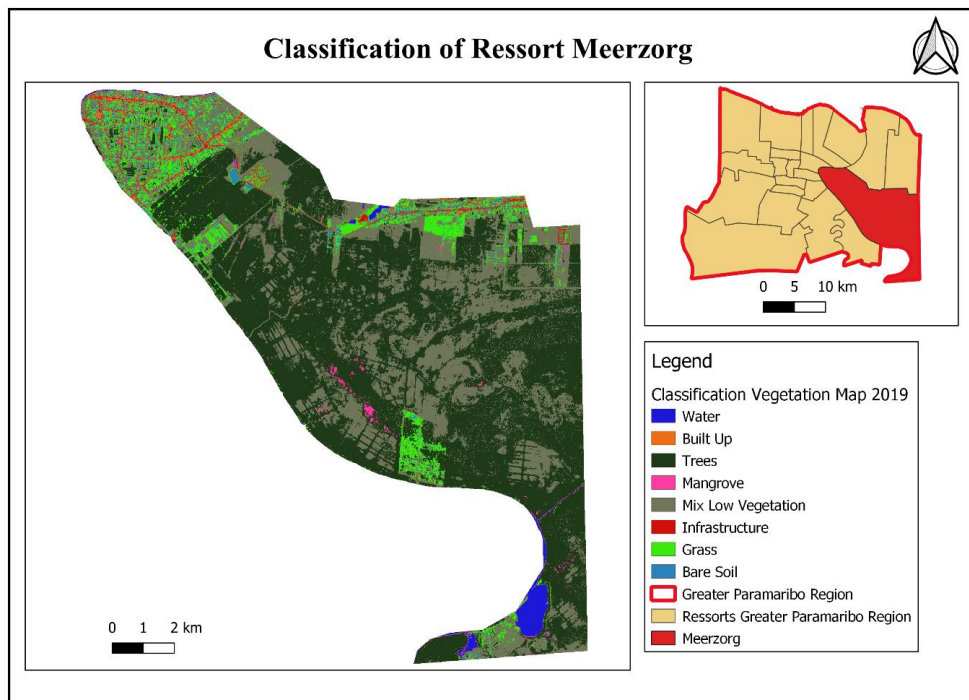 Classification of Ressort Meerzorg
0 1 2 km
0 5 10 km
Legend
Classification Vegetation Map 2019
Water
Built Up
Trees
Mangrove
Mix Low Vegetation
Infrastructure
Grass
Bare Soil
Greater Paramaribo Region
Ressorts Greater Paramaribo Region
Meerzorg